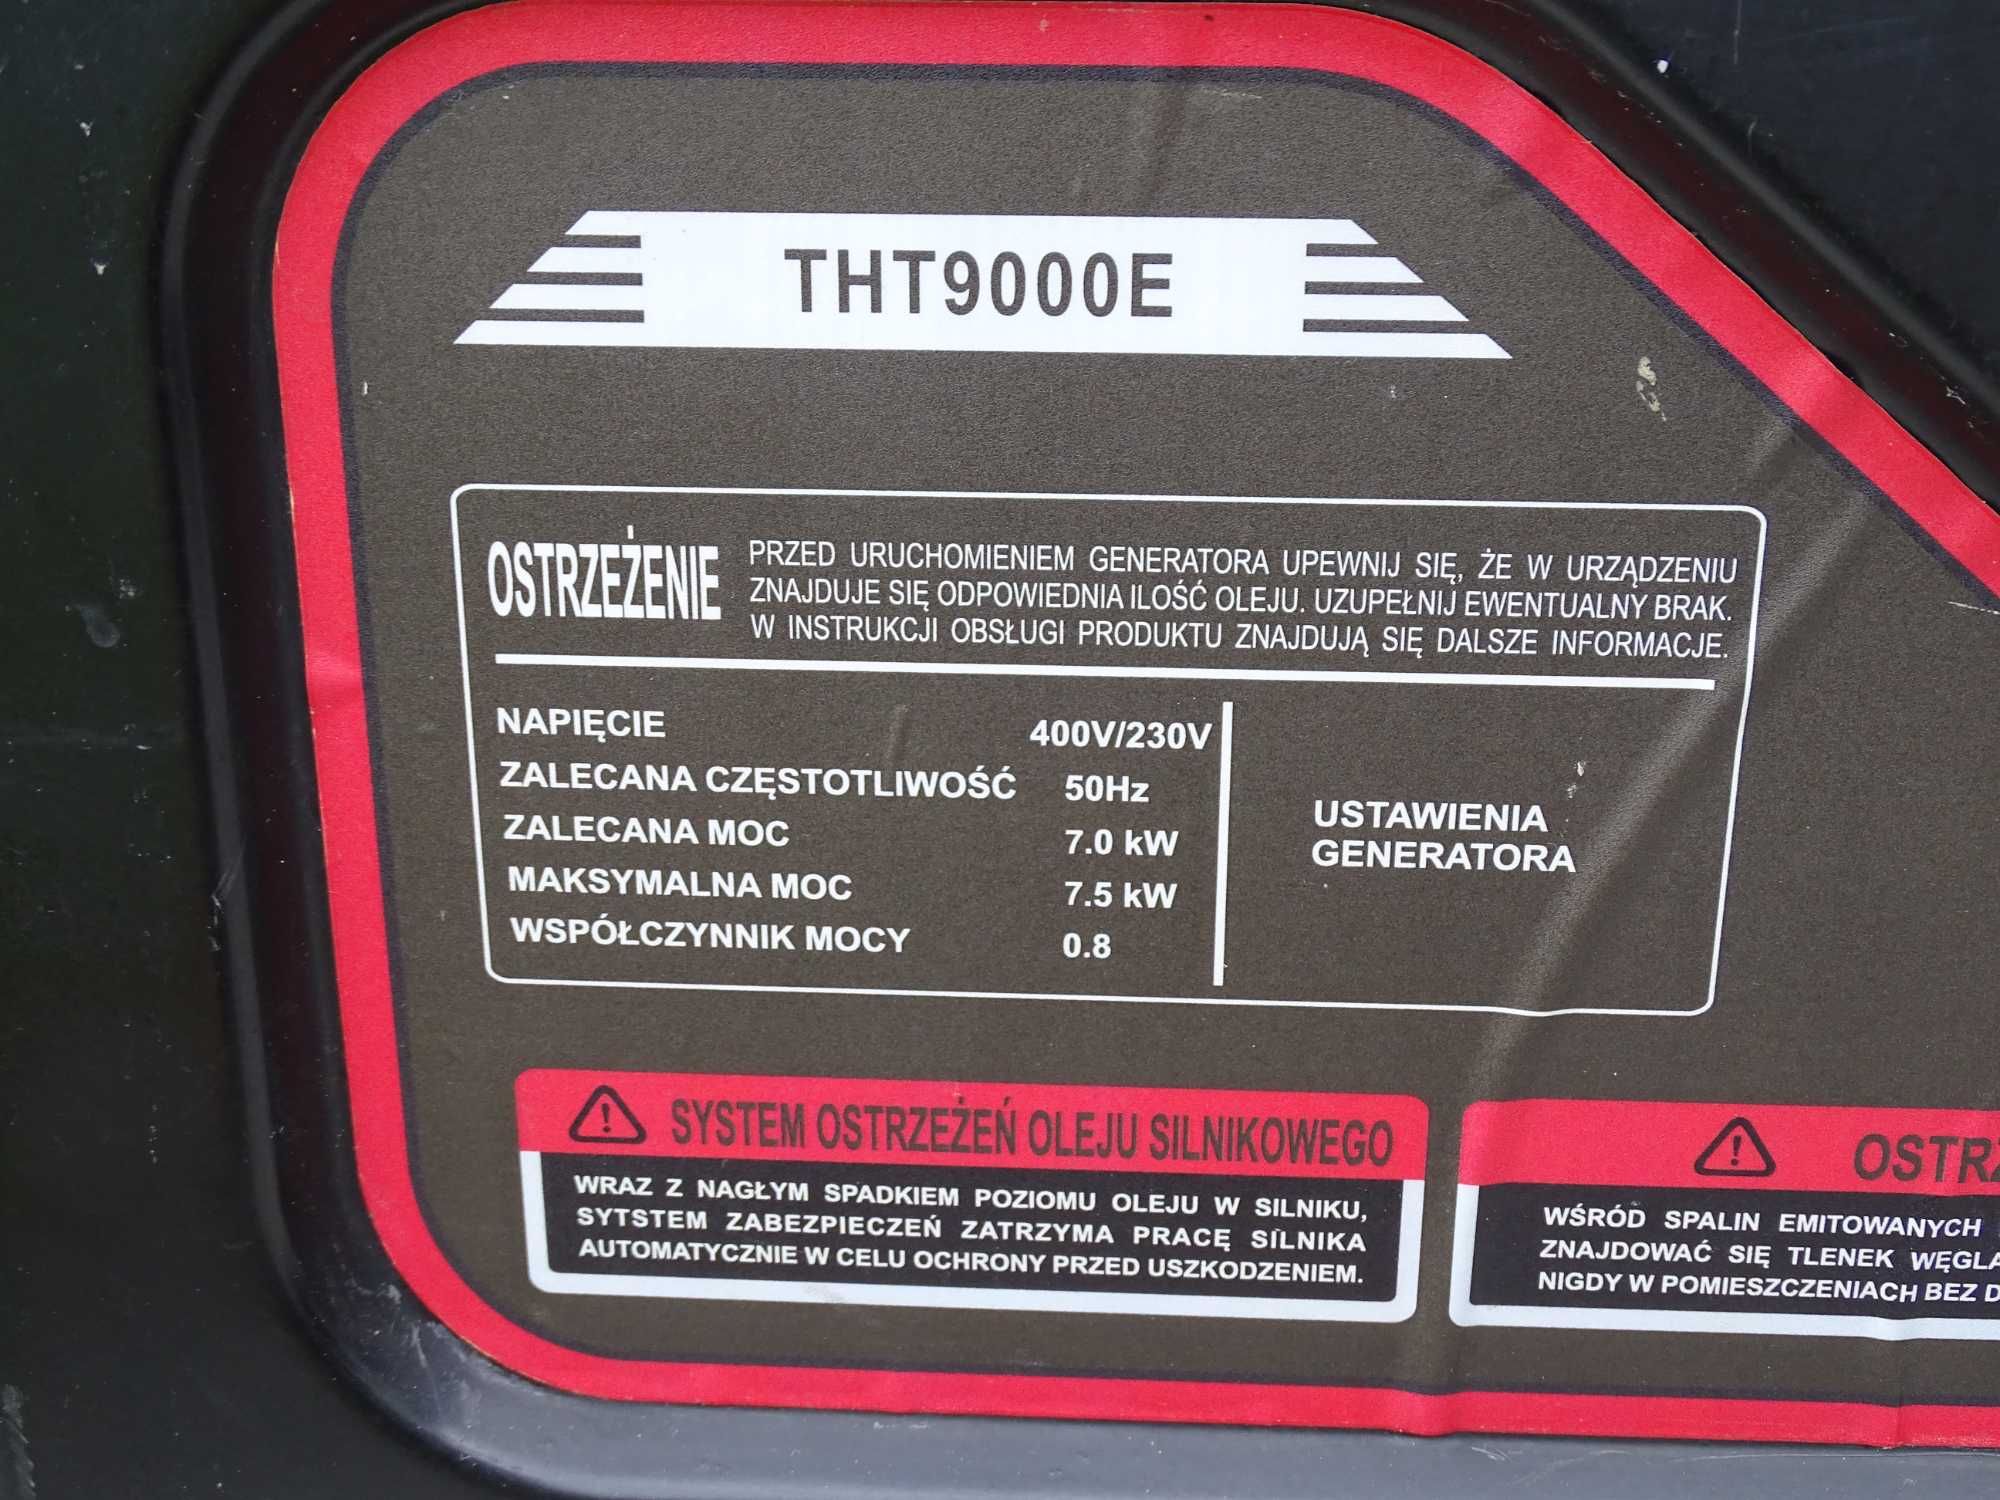 THT9000E
OSTRZEŻENIE
PRZED URUCHOMIENIEM GENERATORA UPEWNIJ SIĘ, ŻE W URZĄDZENIU
ZNAJDUJE SIĘ ODPOWIEDNIA ILOŚĆ OLEJU. UZUPEŁNIJ EWENTUALNY BRAK.
W INSTRUKCJI OBSŁUGI PRODUKTU ZNAJDUJĄ SIĘ DALSZE INFORMACJE.
NAPIĘCIE 400V/230V
ZALECANA CZĘSTOTLIWOŚĆ 50Hz
ZALECANA MOC 7.0 kW
MAKSYMALNA MOC 7.5 kW
WSPÓŁCZYNNIK MOCY 0.8
USTAWIENIA
GENERATORA
SYSTEM OSTRZEŻEŃ OLEJU SILNIKOWEGO
WRAZ Z NAGŁYM SPADKIEM POZIOMU OLEJU W SILNIKU,
SYTSTEM ZABEZPIECZEŃ ZATRZYMA PRACĘ SILNIKA
AUTOMATYCZNIE W CELU OCHRONY PRZED USZKODZENIEM.
OSTRZ
WŚRÓD SPALIN EMITOWANYCH
ZNAJDOWAĆ SIĘ TLENEK WĘGLA
NIGDY W POMIESZCZENIACH BEZ D